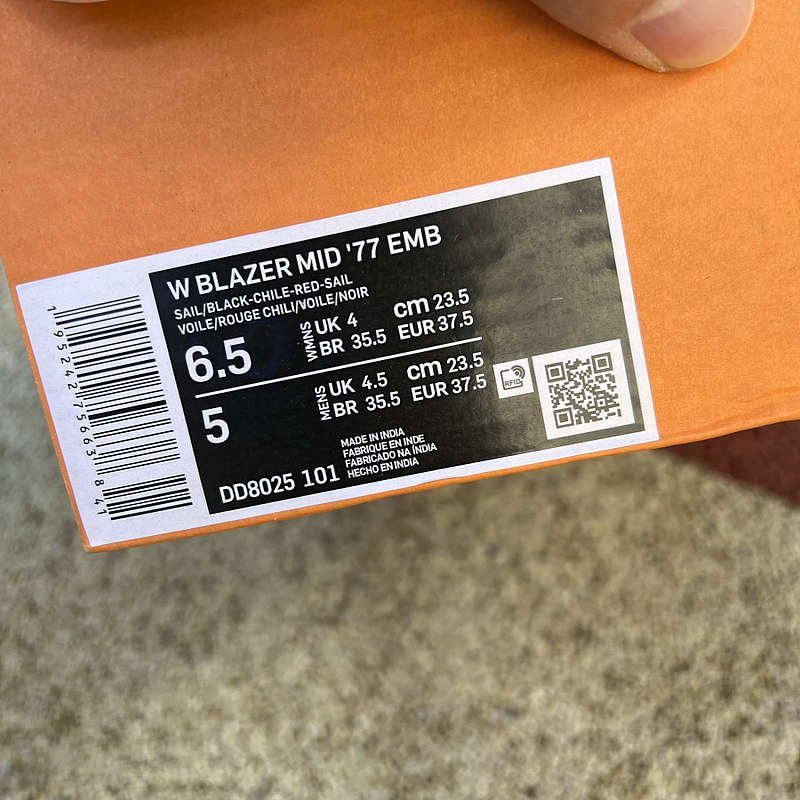 W BLAZER MID '77 EMB
SAIL/BLACK-CHILE-RED-SAIL
VOILE/ROUGE CHILI/VOILE/NOIR
6.5
WMNS
UK 4 cm 23.5
BR 35.5 EUR 37.5
5
MENS
UK 4.5 cm 23.5
BR 35.5 EUR 37.5
RFID
MADE IN INDIA
FABRIQUE EN INDE
FABRICADO NA ÍNDIA
HECHO EN INDIA
DD8025 101
1 95242 75663 841